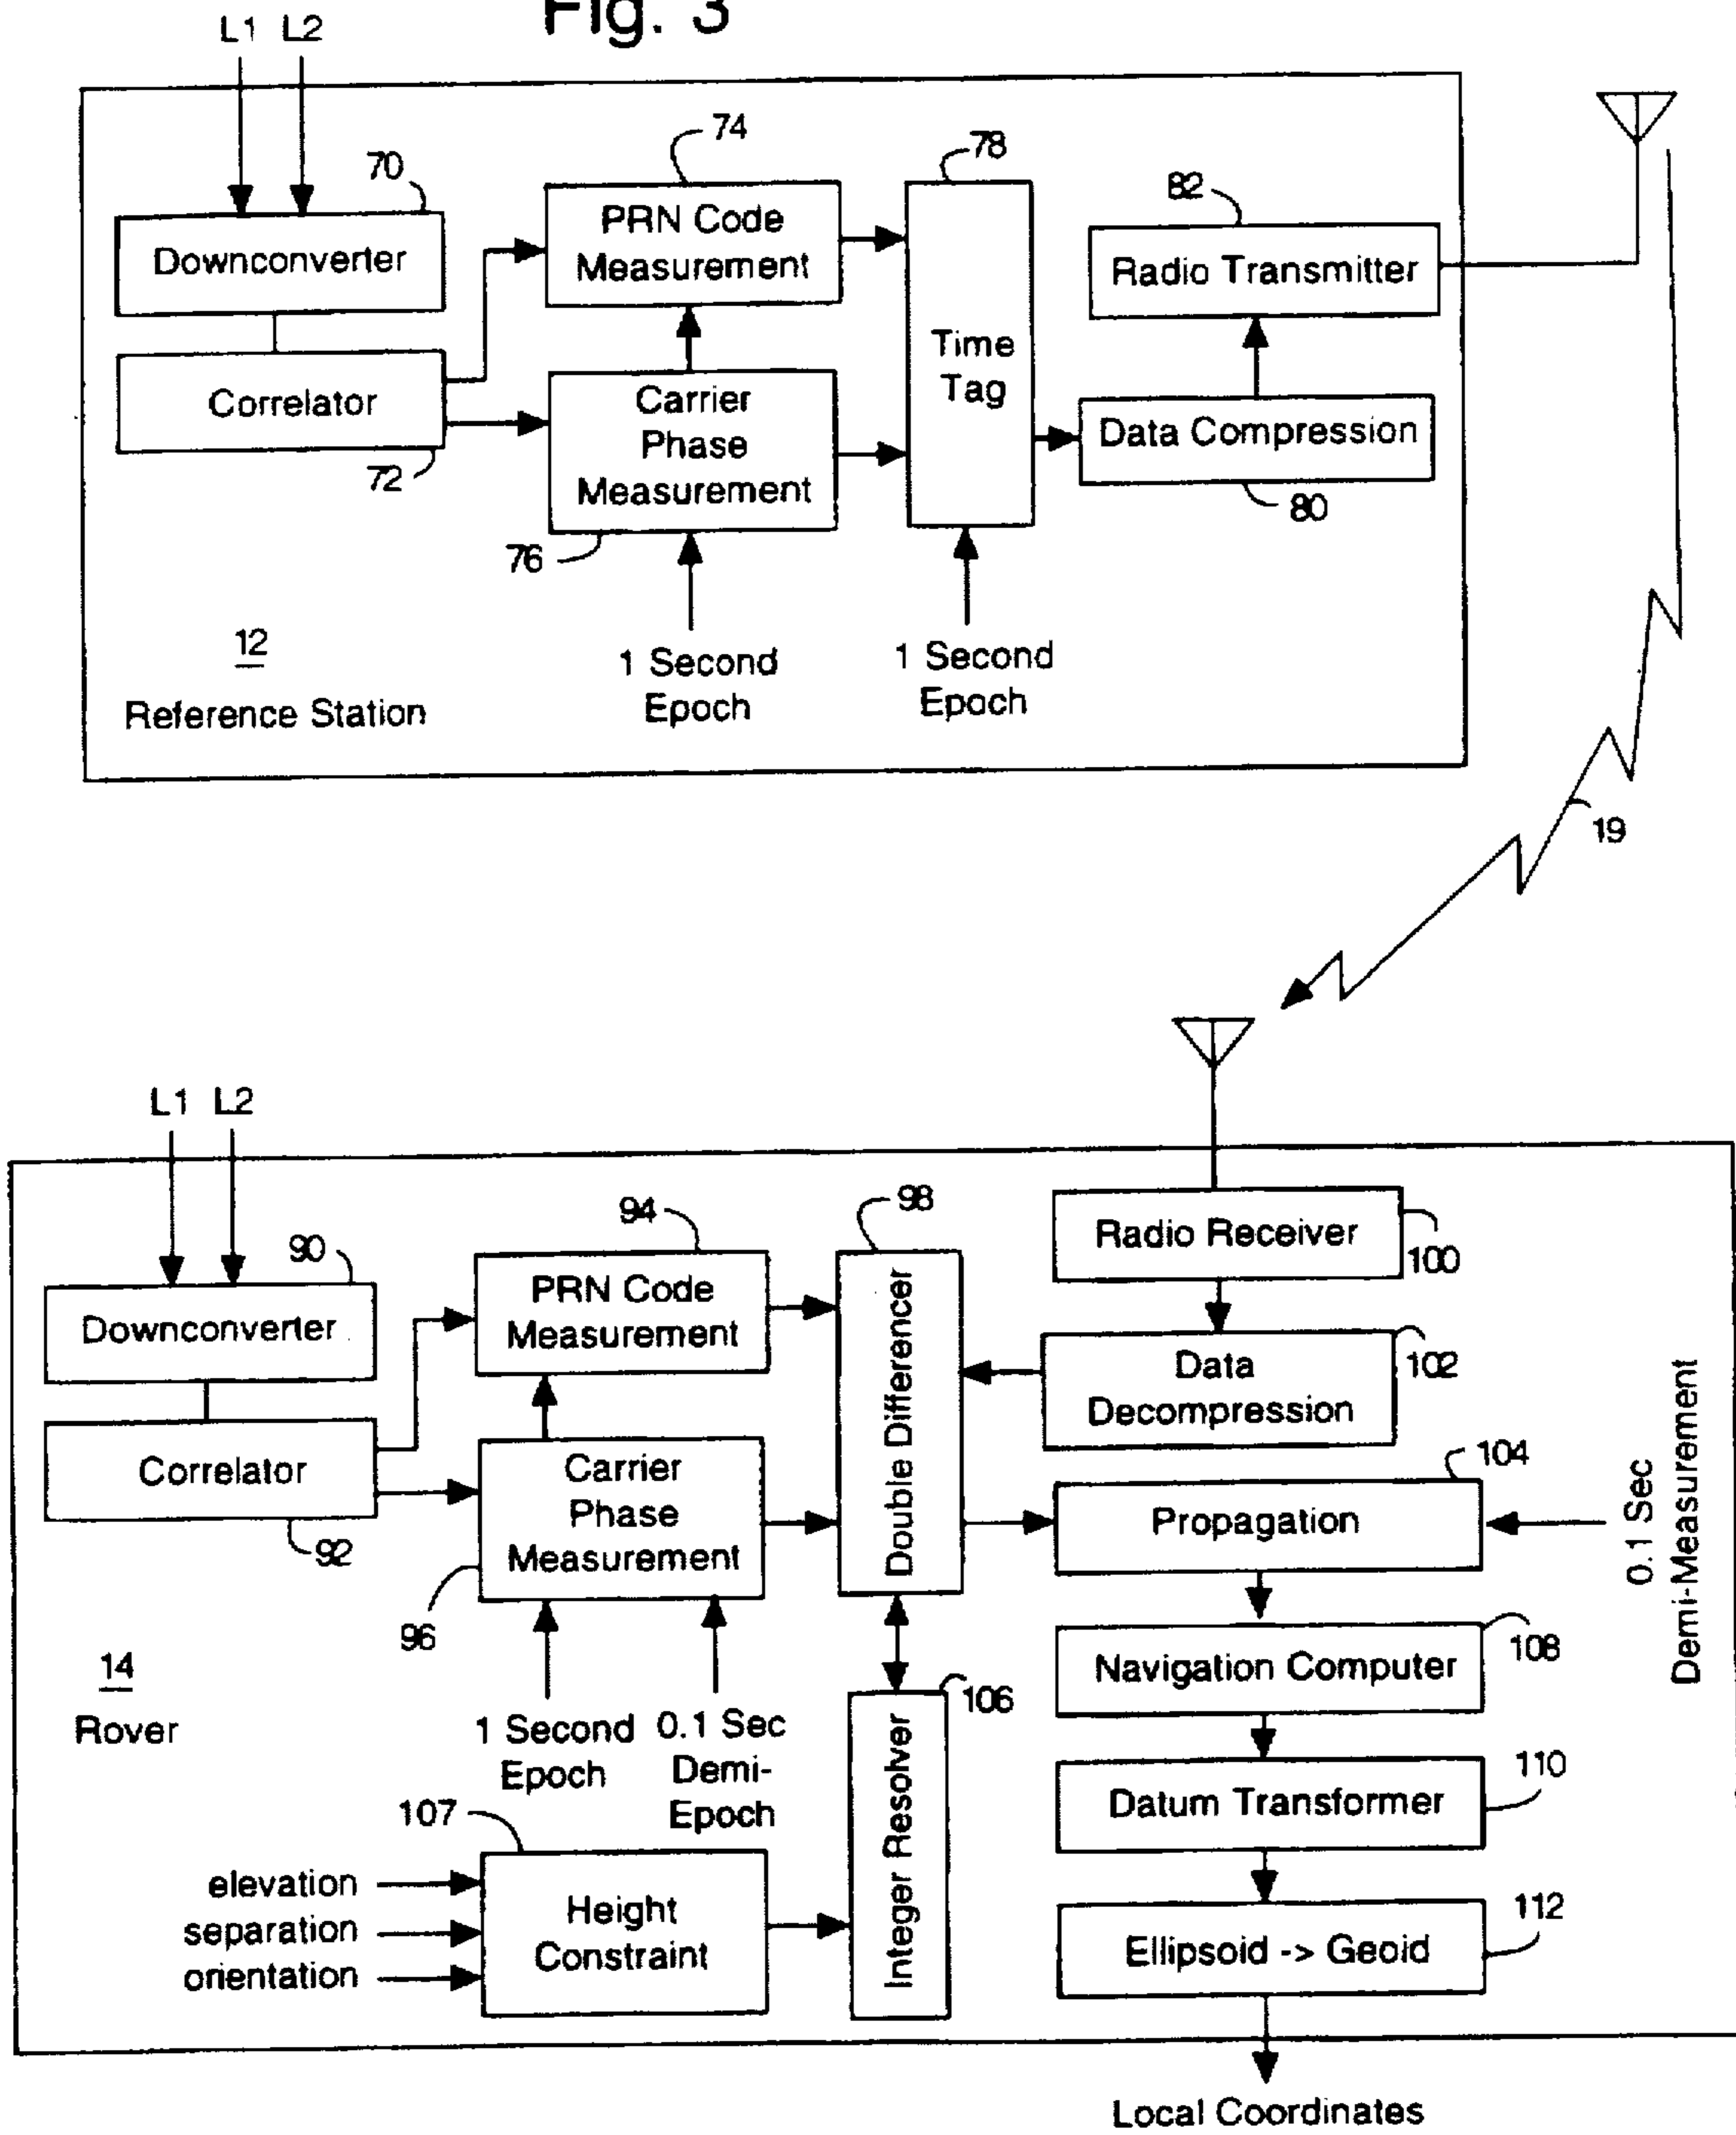 Fig. 3
L1 L2
70
Downconverter
Correlator
72
74
PRN Code
Measurement
Carrier
Phase
Measurement
76
78
Time
Tag
82
Radio Transmitter
Data Compression
80
1 Second
Epoch
1 Second
Epoch
12
Reference Station
19
L1 L2
90
Downconverter
Correlator
92
94
PRN Code
Measurement
Carrier
Phase
Measurement
96
98
Double Differencer
Radio Receiver
100
Data
Decompression
102
104
Propagation
0.1 Sec
Demi-Measurement
Navigation Computer
108
106
Integer Resolver
14
Rover
1 Second
Epoch
0.1 Sec
Demi-
Epoch
Datum Transformer
110
107
elevation
separation
orientation
Height
Constraint
Ellipsoid -> Geoid
112
Local Coordinates